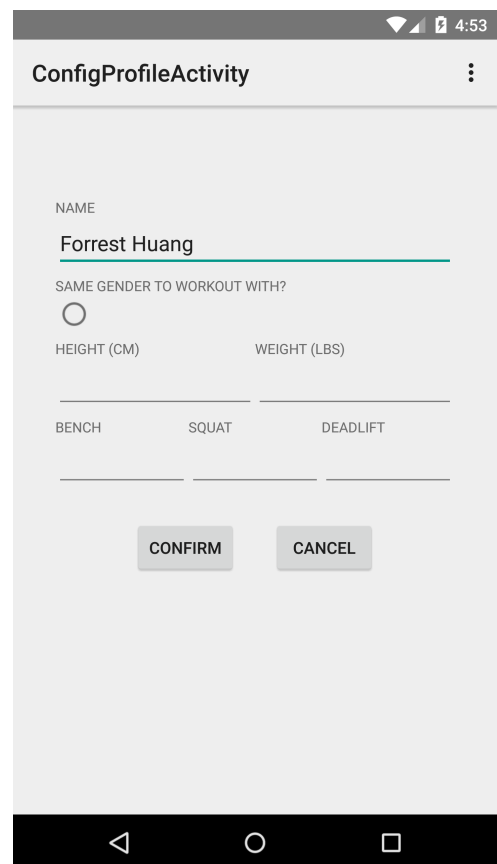 4:53
ConfigProfileActivity
NAME
Forrest Huang
SAME GENDER TO WORKOUT WITH?
HEIGHT (CM) WEIGHT (LBS)
BENCH SQUAT DEADLIFT
CONFIRM CANCEL